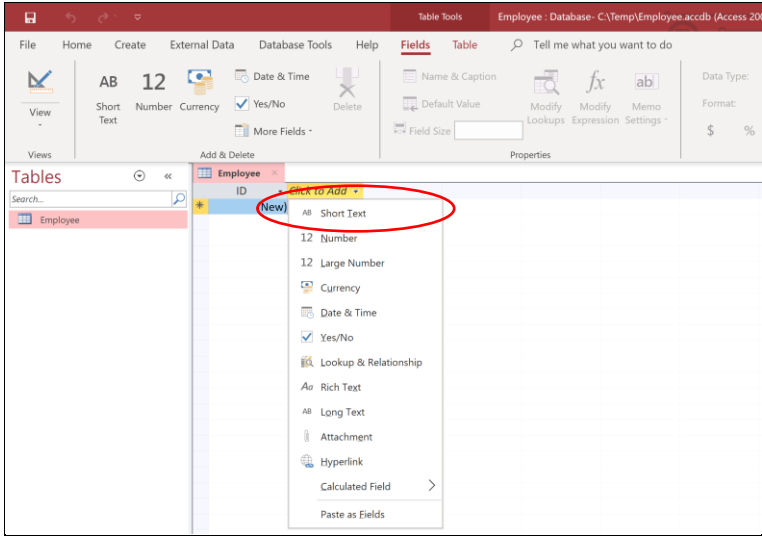 Table Tools Employee : Database- C:\Temp\Employee.accdb (Access 200
File Home Create External Data Database Tools Help Fields Table Tell me what you want to do
View
Views
AB
Short
Text
12
Number
Currency
Date & Time
Yes/No
More Fields
Delete
Add & Delete
Name & Caption
Default Value
Field Size
Modify
Lookups
fx
Modify
Expression
ab
Memo
Settings
Properties
Data Type:
Format:
$ %
Tables «
Search...
Employee
Employee ×
ID Click to Add
New)
AB Short Text
12 Number
12 Large Number
Currency
Date & Time
Yes/No
Lookup & Relationship
Aa Rich Text
AB Long Text
Attachment
Hyperlink
Calculated Field
Paste as Fields